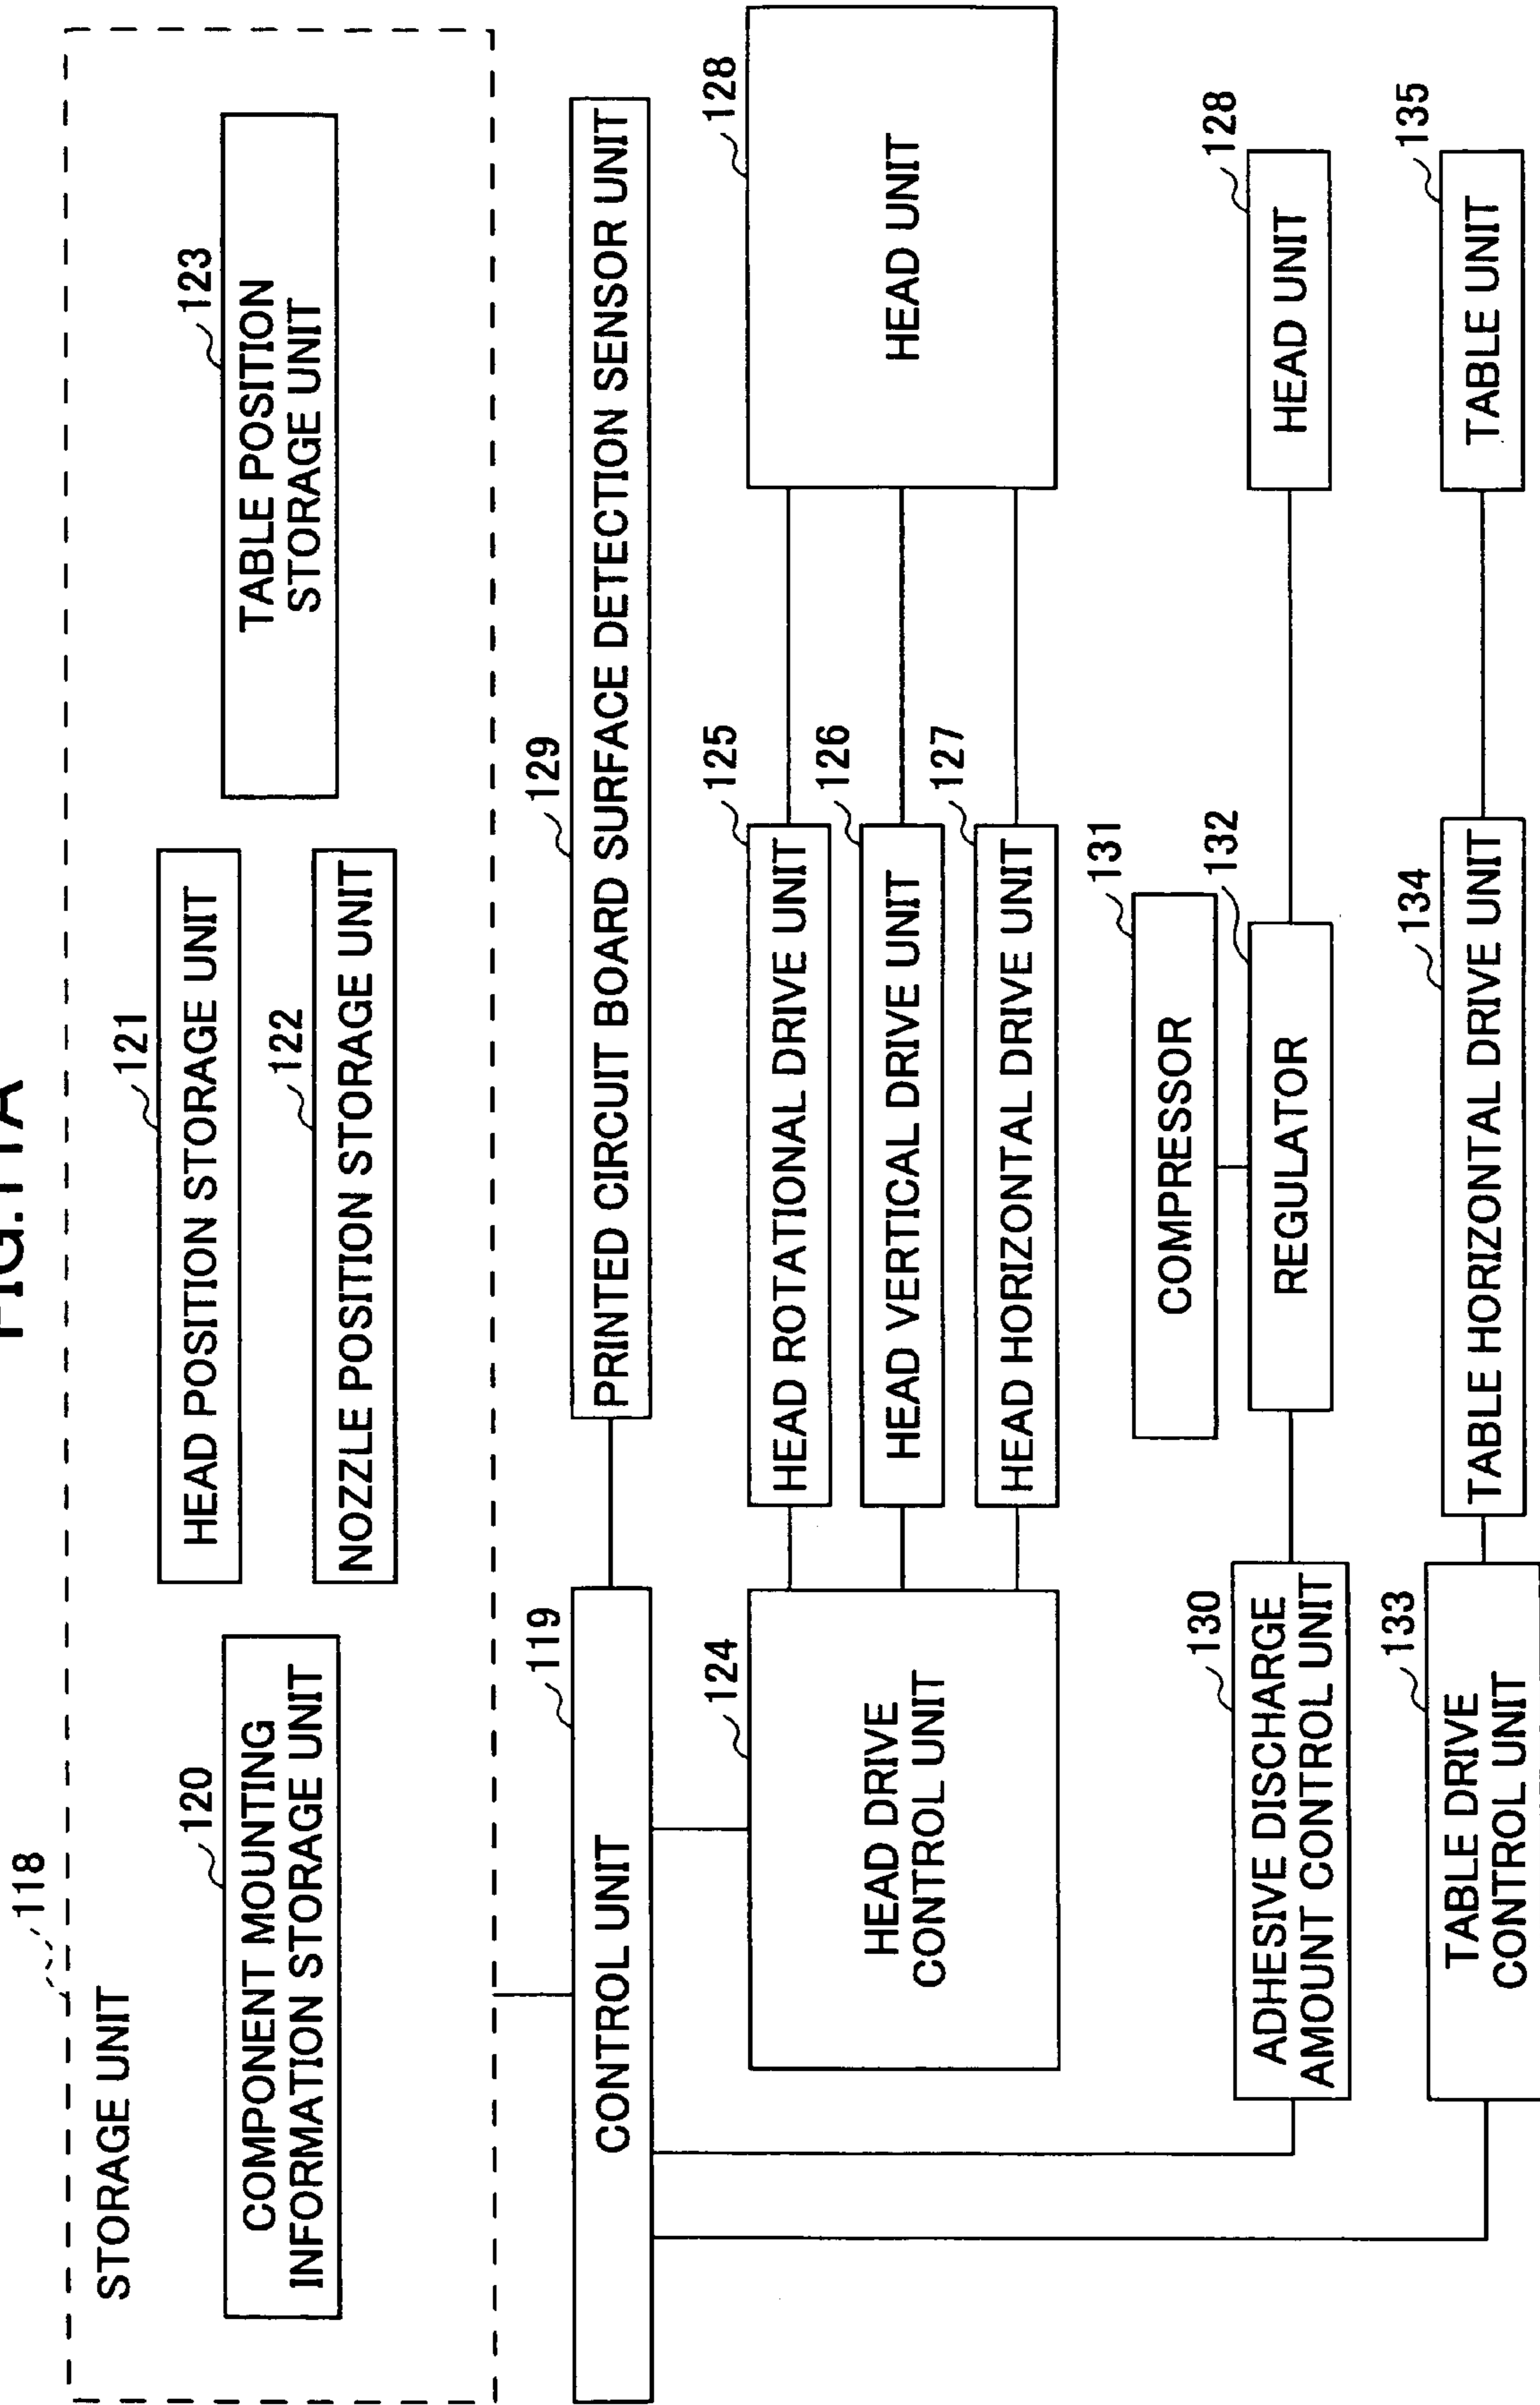 FIG.11A
118
STORAGE UNIT
120
COMPONENT MOUNTING
INFORMATION STORAGE UNIT
121
HEAD POSITION STORAGE UNIT
122
NOZZLE POSITION STORAGE UNIT
123
TABLE POSITION
STORAGE UNIT
119
CONTROL UNIT
129
PRINTED CIRCUIT BOARD SURFACE DETECTION SENSOR UNIT
124
HEAD DRIVE
CONTROL UNIT
125
HEAD ROTATIONAL DRIVE UNIT
126
HEAD VERTICAL DRIVE UNIT
127
HEAD HORIZONTAL DRIVE UNIT
128
HEAD UNIT
131
COMPRESSOR
130
ADHESIVE DISCHARGE
AMOUNT CONTROL UNIT
132
REGULATOR
128
HEAD UNIT
133
TABLE DRIVE
CONTROL UNIT
134
TABLE HORIZONTAL DRIVE UNIT
135
TABLE UNIT